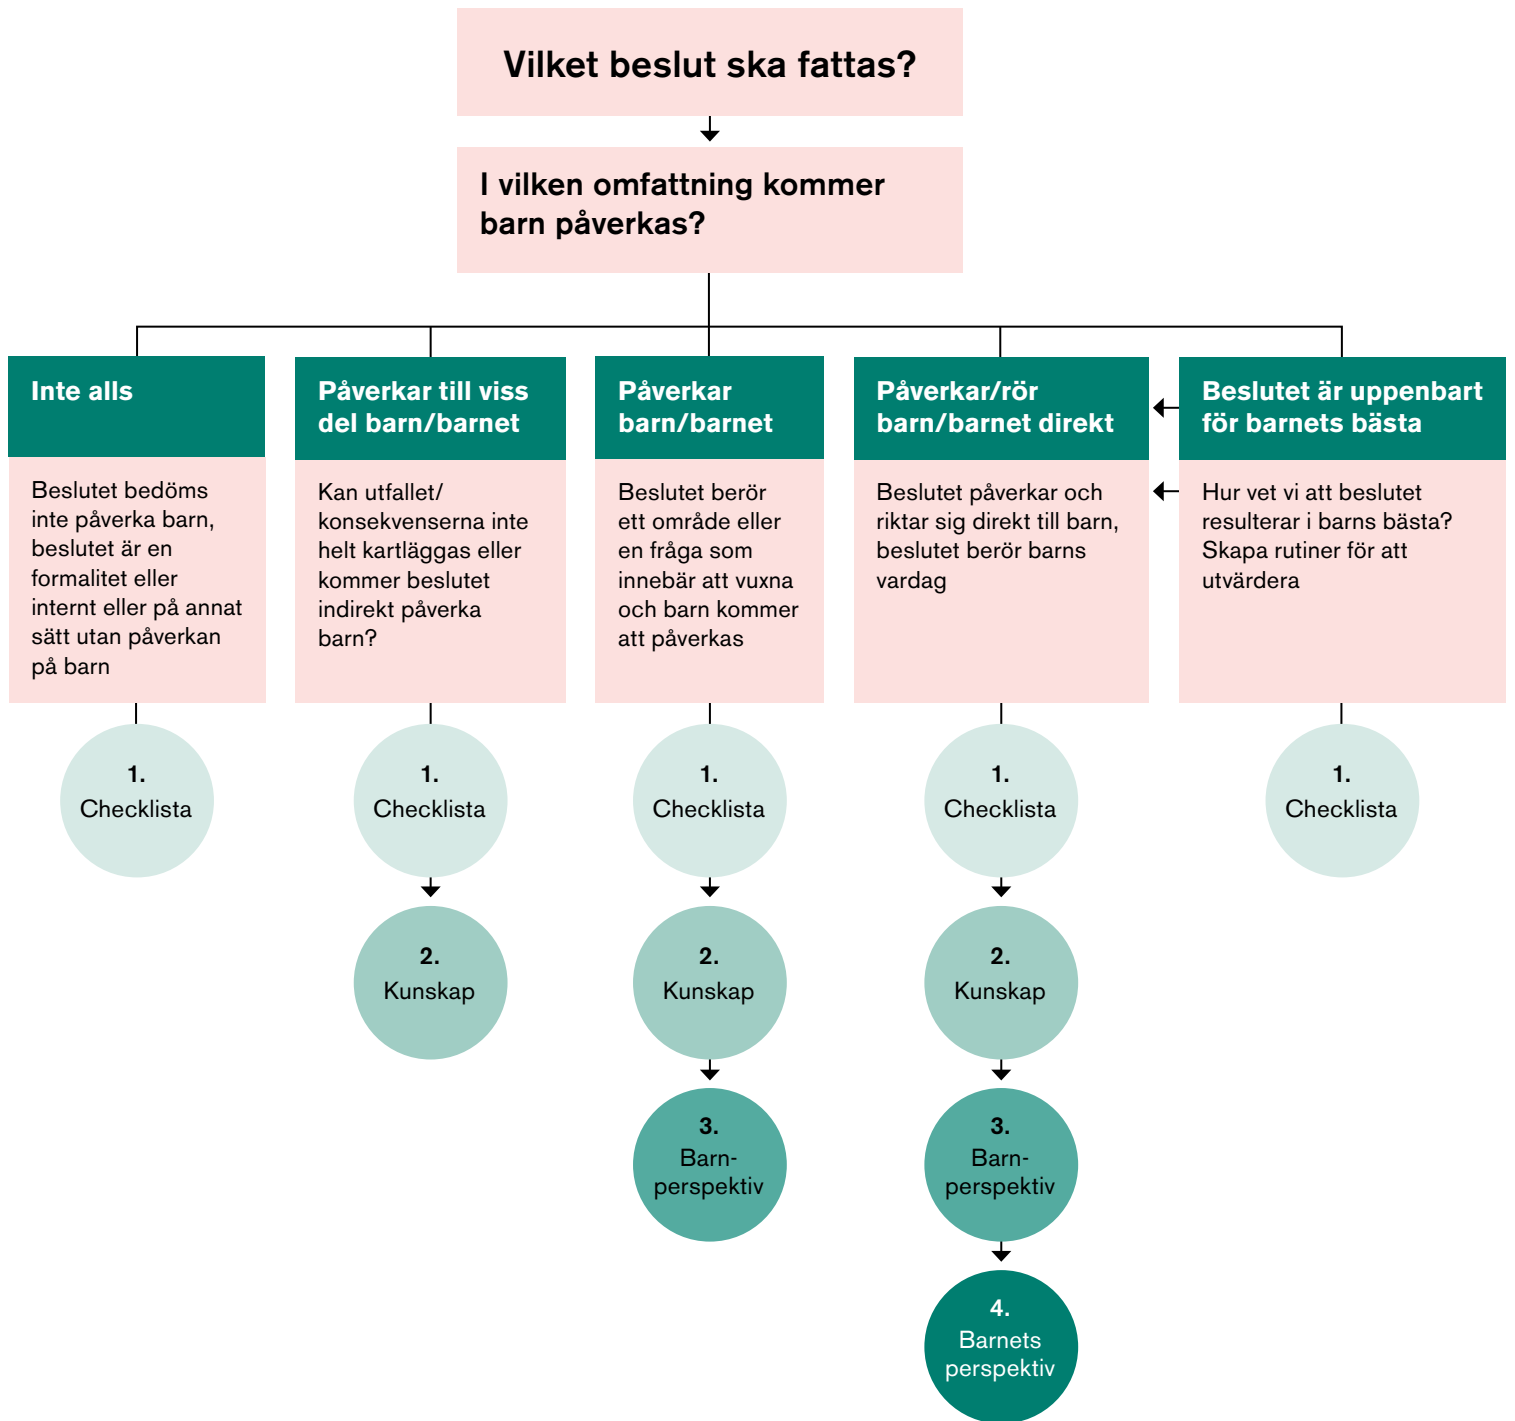 Vilket beslut ska fattas?
I vilken omfattning kommer
barn påverkas?
Inte alls
Beslutet bedöms
inte påverka barn,
beslutet är en
formalitet eller
internt eller på annat
sätt utan påverkan
på barn
1.
Checklista
Påverkar till viss
del barn/barnet
Kan utfallet/
konsekvenserna inte
helt kartläggas eller
kommer beslutet
indirekt påverka
barn?
1.
Checklista
2.
Kunskap
Påverkar
barn/barnet
Beslutet berör
ett område eller
en fråga som
innebär att vuxna
och barn kommer
att påverkas
1.
Checklista
2.
Kunskap
3.
Barn-
perspektiv
Påverkar/rör
barn/barnet direkt
Beslutet påverkar och
riktar sig direkt till barn,
beslutet berör barns
vardag
1.
Checklista
2.
Kunskap
3.
Barn-
perspektiv
4.
Barnets
perspektiv
Beslutet är uppenbart
för barnets bästa
Hur vet vi att beslutet
resulterar i barns bästa?
Skapa rutiner för att
utvärdera
1.
Checklista